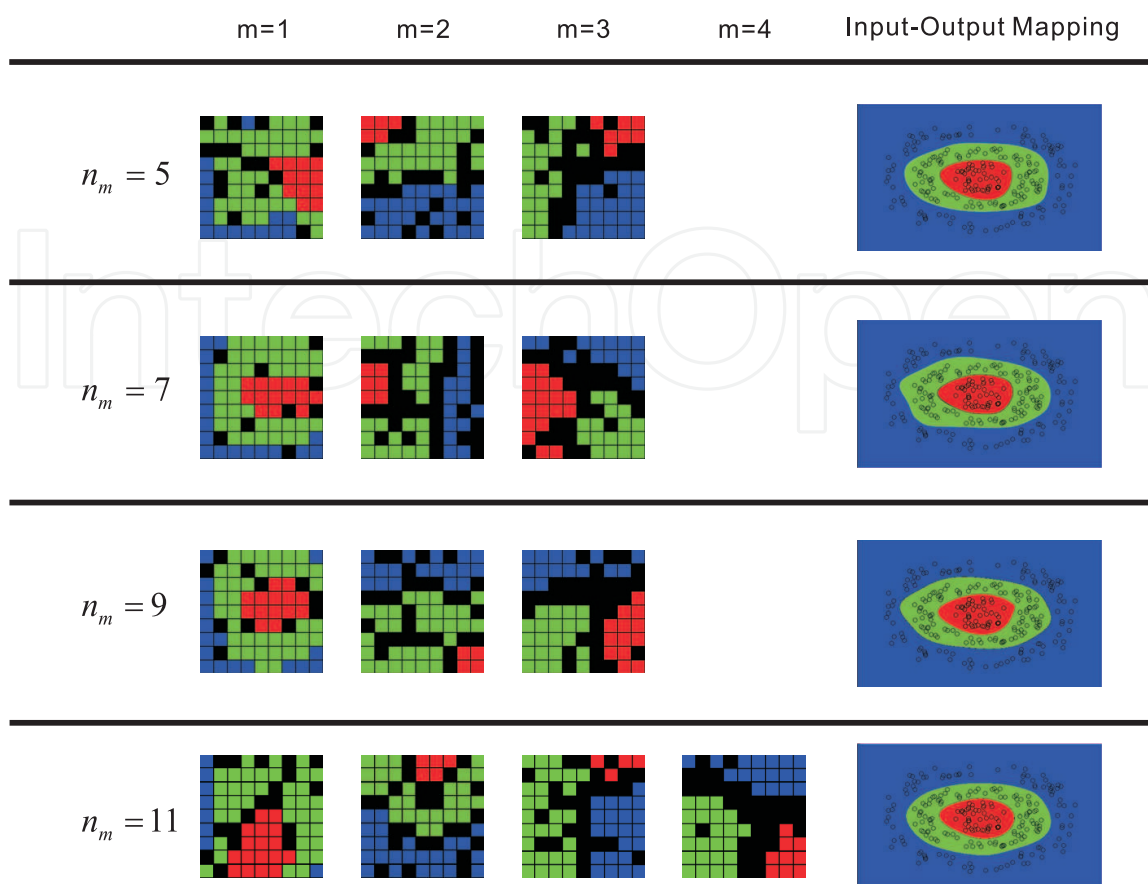 m=1 m=2 m=3 m=4 Input-Output Mapping
n_m = 5
IntechOpen
n_m = 7
n_m = 9
n_m = 11